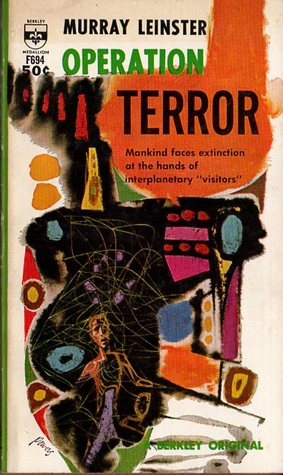 BERKLEY
MEDALLION
F694
50¢
MURRAY LEINSTER
OPERATION
TERROR
Mankind faces extinction
at the hands of
interplanetary "visitors"
Powers
A BERKLEY ORIGINAL